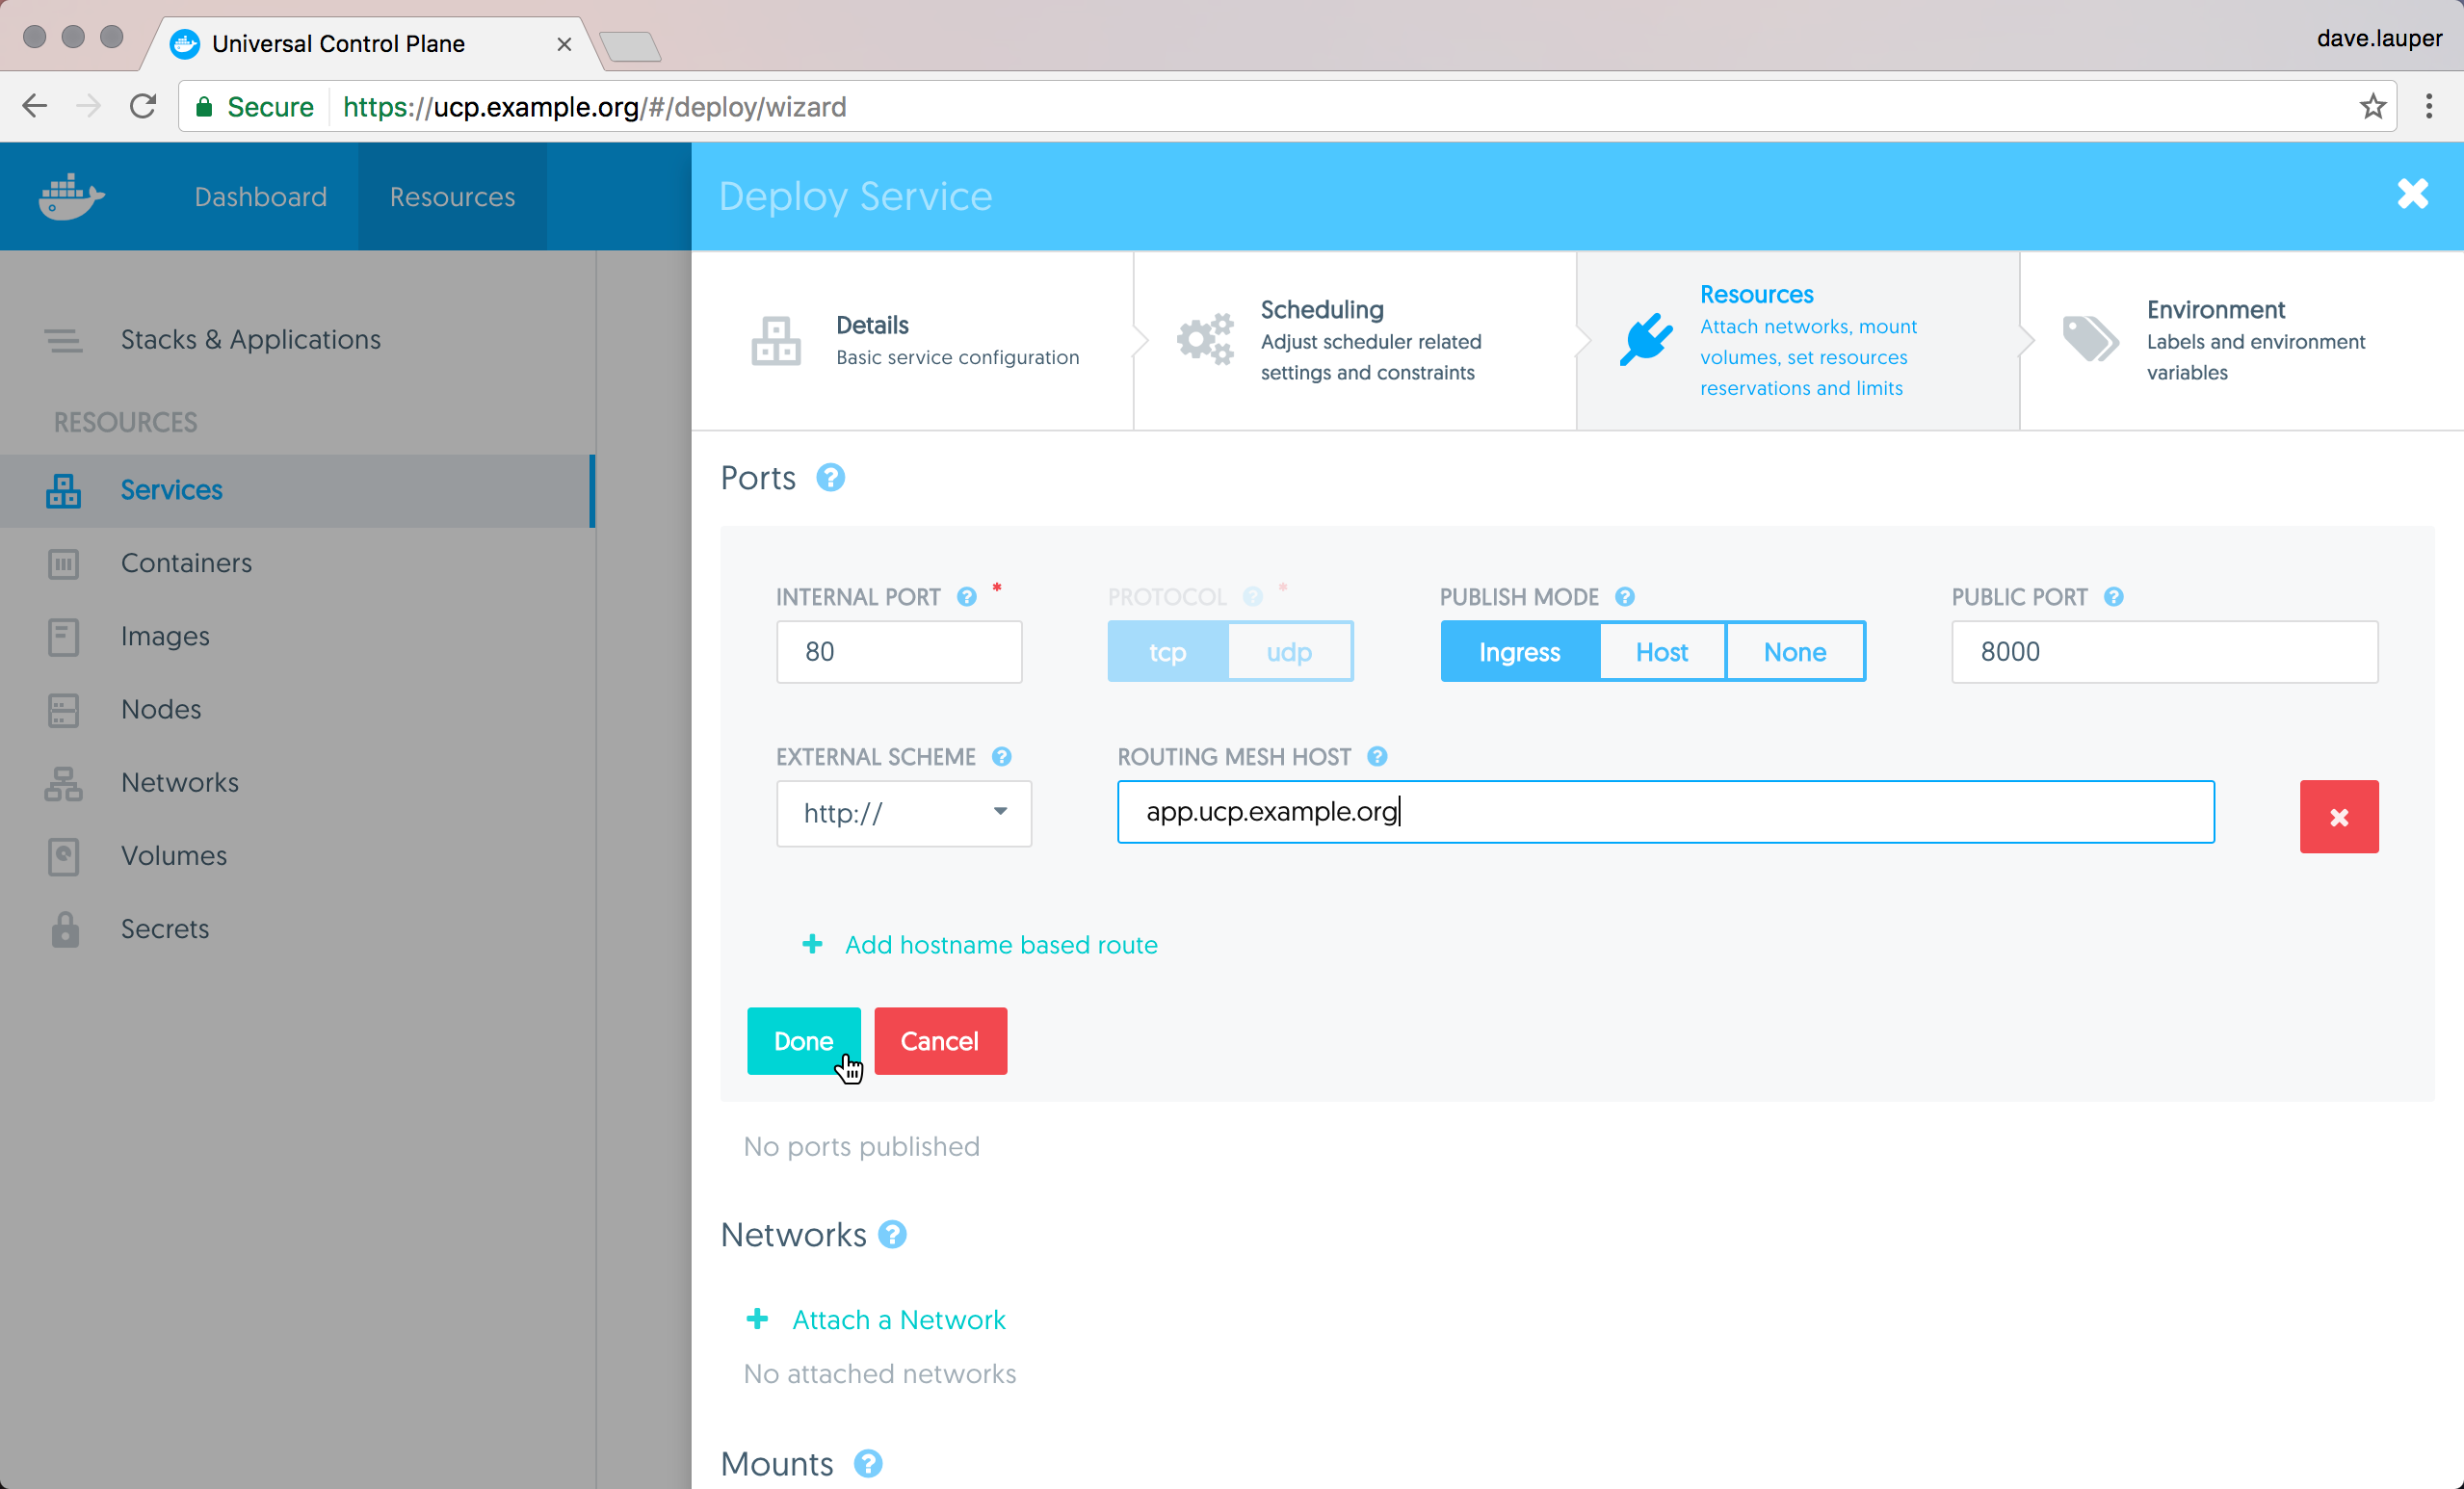 Universal Control Plane
dave.lauper
Secure https://ucp.example.org/#/deploy/wizard
Dashboard
Resources
Deploy Service
Stacks & Applications
RESOURCES
Services
Containers
Images
Nodes
Networks
Volumes
Secrets
Details
Basic service configuration
Scheduling
Adjust scheduler related
settings and constraints
Resources
Attach networks, mount
volumes, set resources
reservations and limits
Environment
Labels and environment
variables
Ports ?
INTERNAL PORT ? *
80
PROTOCOL ? *
tcp udp
PUBLISH MODE ?
Ingress Host None
PUBLIC PORT ?
8000
EXTERNAL SCHEME ?
http://
ROUTING MESH HOST ?
app.ucp.example.org
+ Add hostname based route
Done Cancel
No ports published
Networks ?
+ Attach a Network
No attached networks
Mounts ?